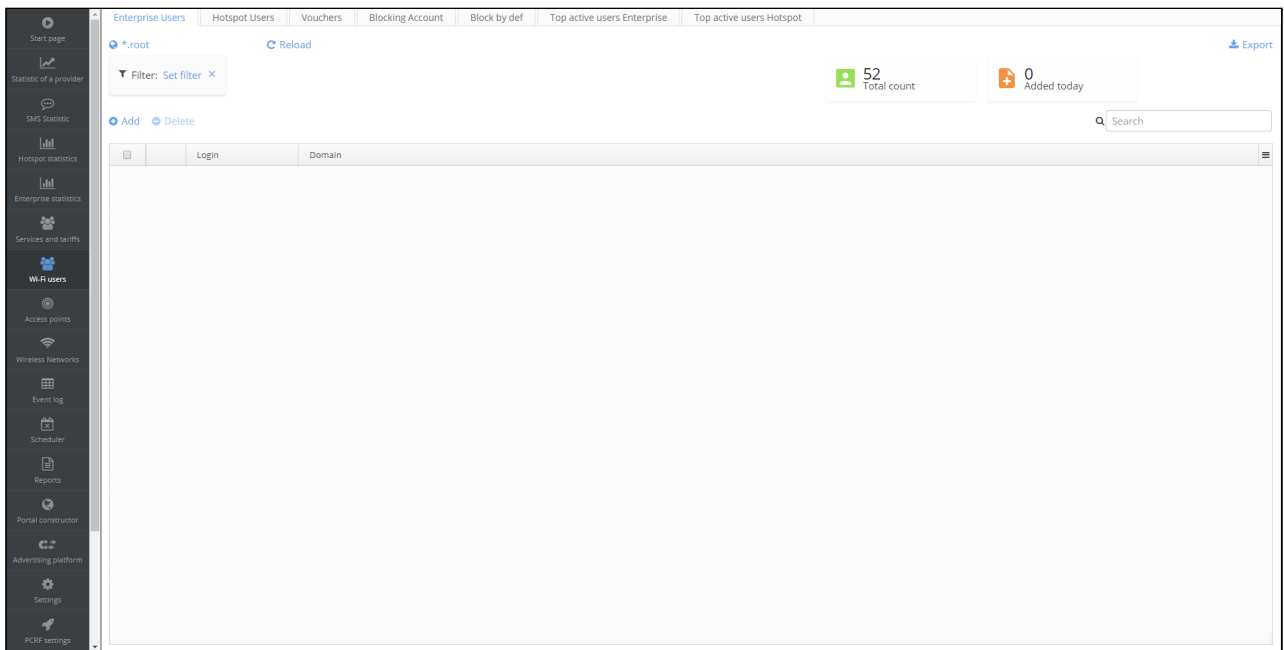 Enterprise Users Hotspot Users Vouchers Blocking Account Block by def Top active users Enterprise Top active users Hotspot
*.root Reload Export
Filter: Set filter ×
52
Total count
0
Added today
Add Delete
Search
Login Domain
Start page
Statistic of a provider
SMS Statistic
Hotspot statistics
Enterprise statistics
Services and tariffs
Wi-Fi users
Access points
Wireless Networks
Event log
Scheduler
Reports
Portal constructor
Advertising platform
Settings
PCRF settings